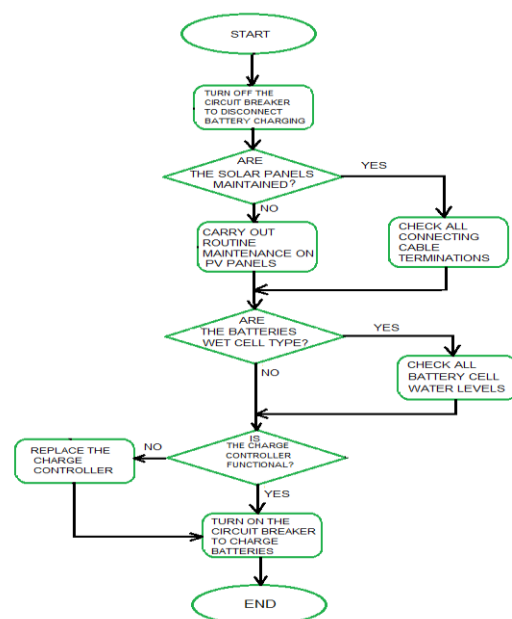 START
TURN OFF THE
CIRCUIT BREAKER
TO DISCONNECT
BATTERY CHARGING
ARE
THE SOLAR PANELS
MAINTAINED?
YES
NO
CARRY OUT
ROUTINE
MAINTENANCE ON
PV PANELS
CHECK ALL
CONNECTING
CABLE
TERMINATIONS
ARE
THE BATTERIES
WET CELL TYPE?
YES
NO
CHECK ALL
BATTERY CELL
WATER LEVELS
IS
THE CHARGE
CONTROLLER
FUNCTIONAL?
NO
REPLACE THE
CHARGE
CONTROLLER
YES
TURN ON THE
CIRCUIT BREAKER
TO CHARGE
BATTERIES
END